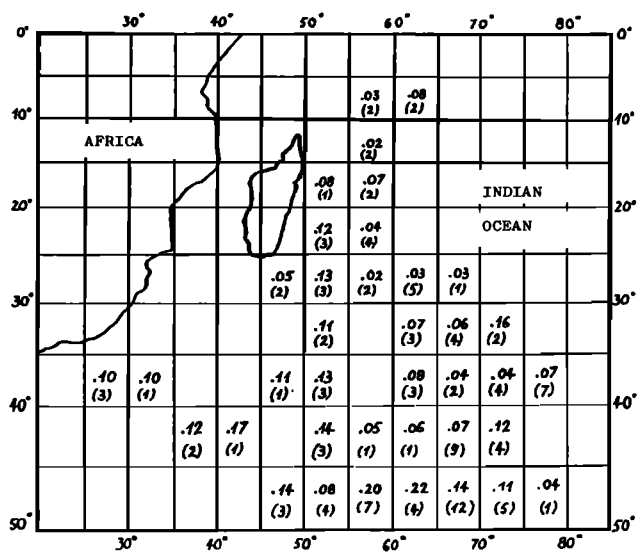 40° 50° 60° 70° 80°
0° 0°
.03 .08
(2) (2)
10° 10°
AFRICA .02
(2)
.08 .07 INDIAN
(1) (2)
20° 20°
.12 .04 OCEAN
(3) (4)
.05 .13 .02 .03 .03
(2) (3) (2) (5) (1)
30° 30°
.11 .07 .06 .16
(2) (3) (4) (2)
.10 .10 .11 .13 .08 .04 .04 .07
(3) (1) (1) (3) (3) (2) (4) (7)
40° 40°
.12 .17 .14 .05 .06 .07 .12
(2) (1) (3) (1) (1) (9) (4)
.14 .08 .20 .22 .14 .11 .04
(3) (4) (7) (4) (12) (5) (1)
50° 50°
30° 40° 50° 60° 70° 80°